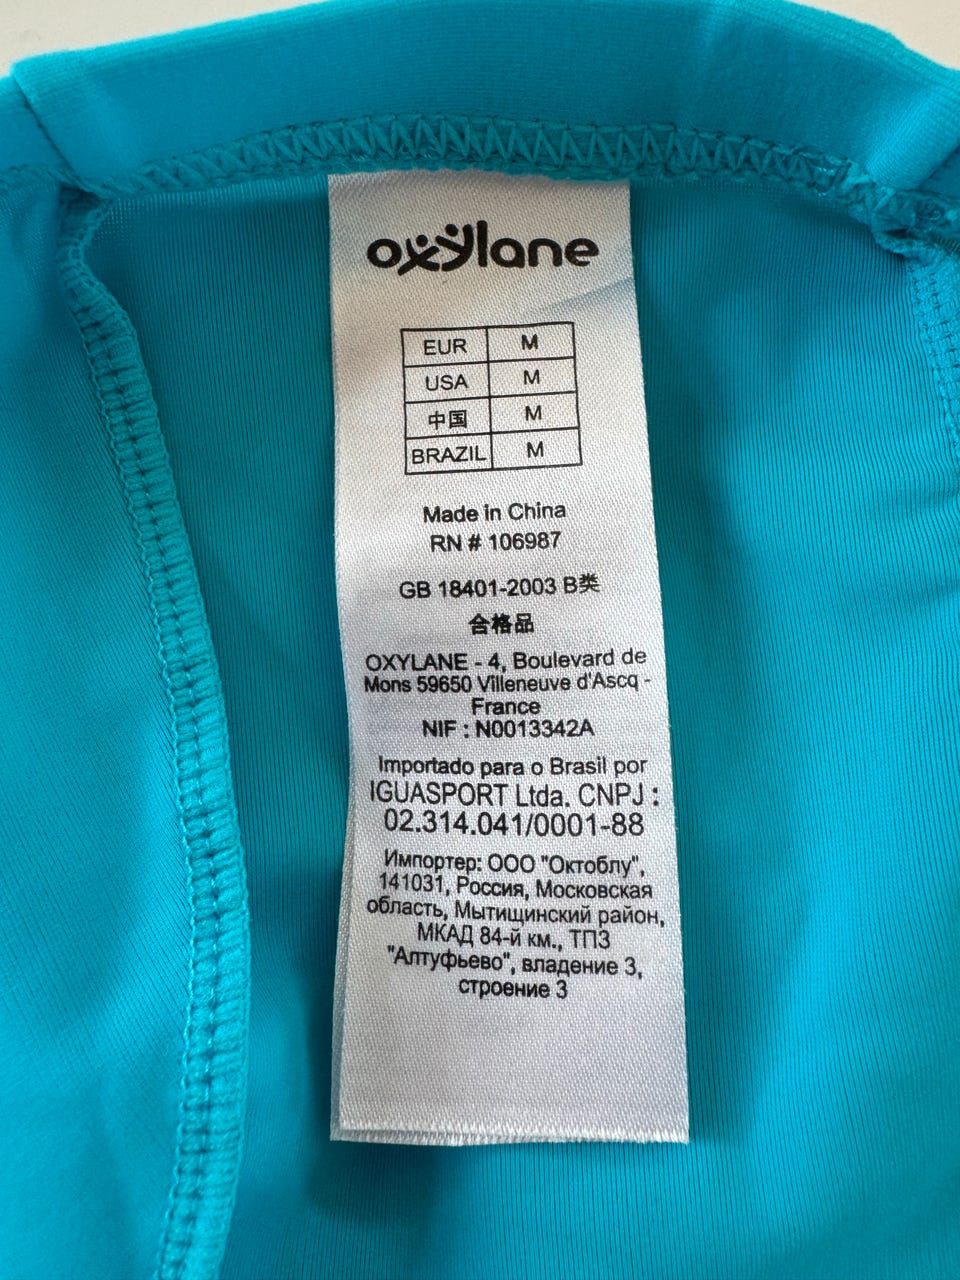 oxylane
EUR M
USA M
中国 M
BRAZIL M
Made in China
RN # 106987
GB 18401-2003 B类
合格品
OXYLANE - 4, Boulevard de
Mons 59650 Villeneuve d'Ascq -
France
NIF : N0013342A
Importado para o Brasil por
IGUASPORT Ltda. CNPJ :
02.314.041/0001-88
Импортер: ООО "Октоблу",
141031, Россия, Московская
область, Мытищинский район,
МКАД 84-й км., ТПЗ
"Алтуфьево", владение 3,
строение 3